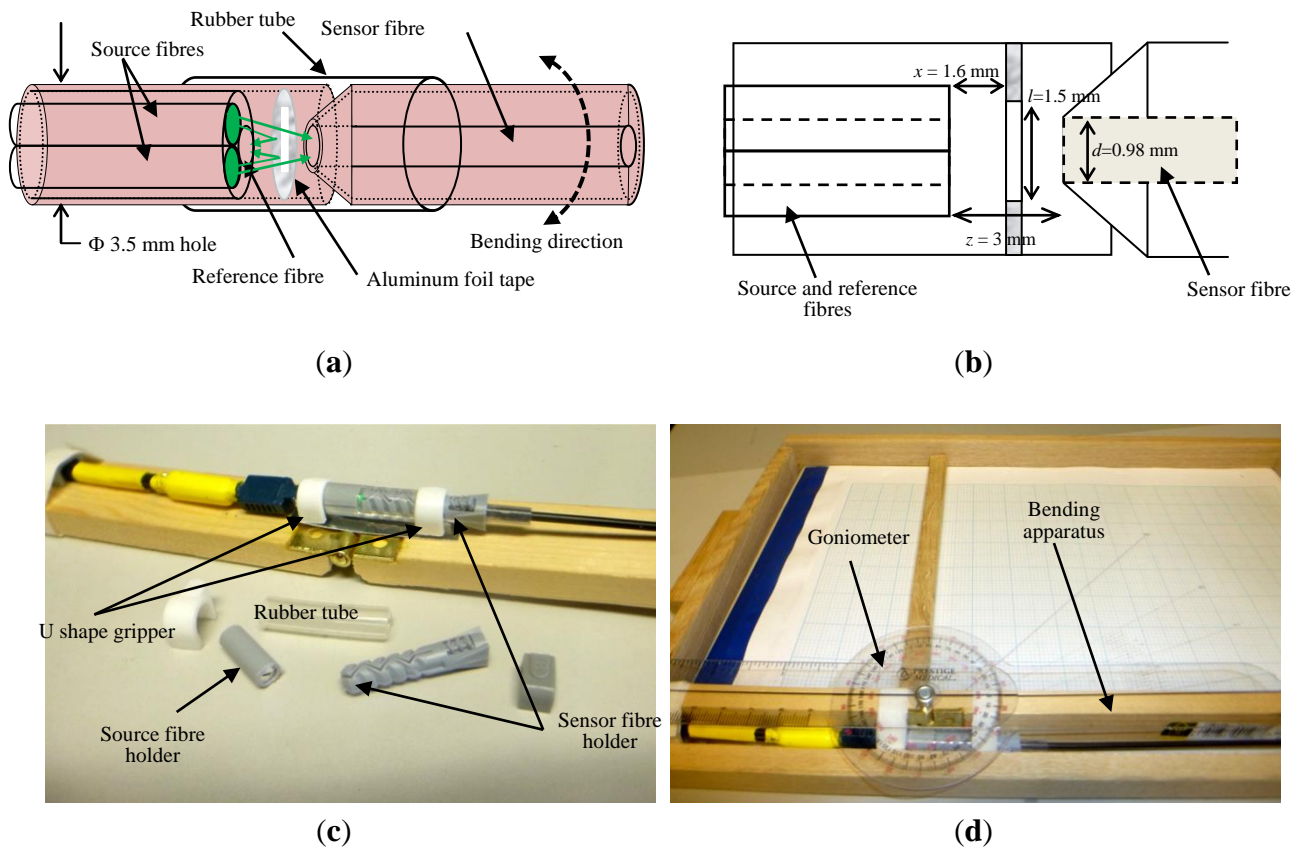 Rubber tube
Sensor fibre
Source fibres
Φ 3.5 mm hole
Reference fibre
Aluminum foil tape
Bending direction
(a)
x = 1.6 mm
l=1.5 mm
d=0.98 mm
z = 3 mm
Source and reference
fibres
Sensor fibre
(b)
Rubber tube
U shape gripper
Source fibre
holder
Sensor fibre
holder
(c)
Goniometer
Bending
apparatus
PRESTIGE
MEDICAL
(d)